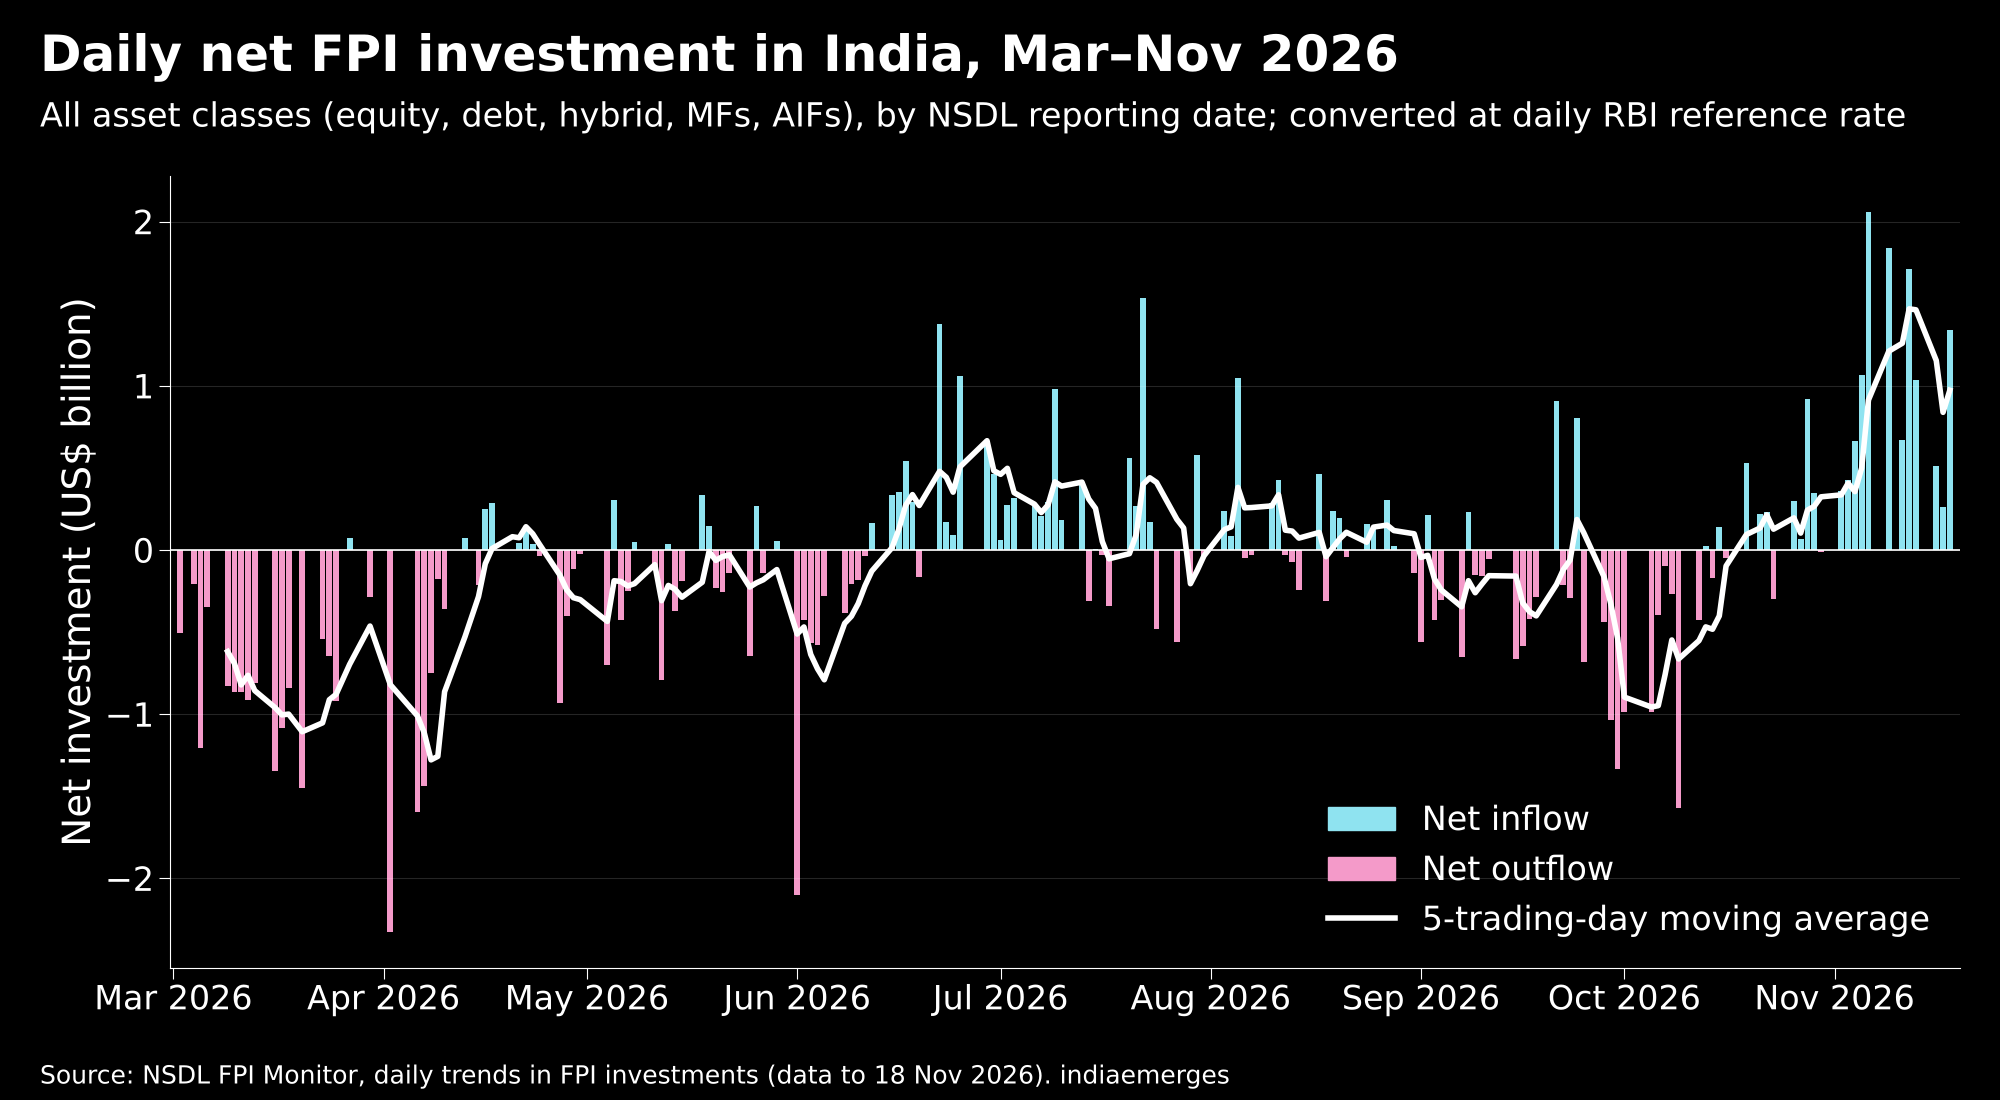 Daily net FPI investment in India, Mar–Nov 2026
All asset classes (equity, debt, hybrid, MFs, AIFs), by NSDL reporting date; converted at daily RBI reference rate
Net investment (US$ billion)
2
1
0
−1
−2
Net inflow
Net outflow
5-trading-day moving average
Mar 2026 Apr 2026 May 2026 Jun 2026 Jul 2026 Aug 2026 Sep 2026 Oct 2026 Nov 2026
Source: NSDL FPI Monitor, daily trends in FPI investments (data to 18 Nov 2026). indiaemerges